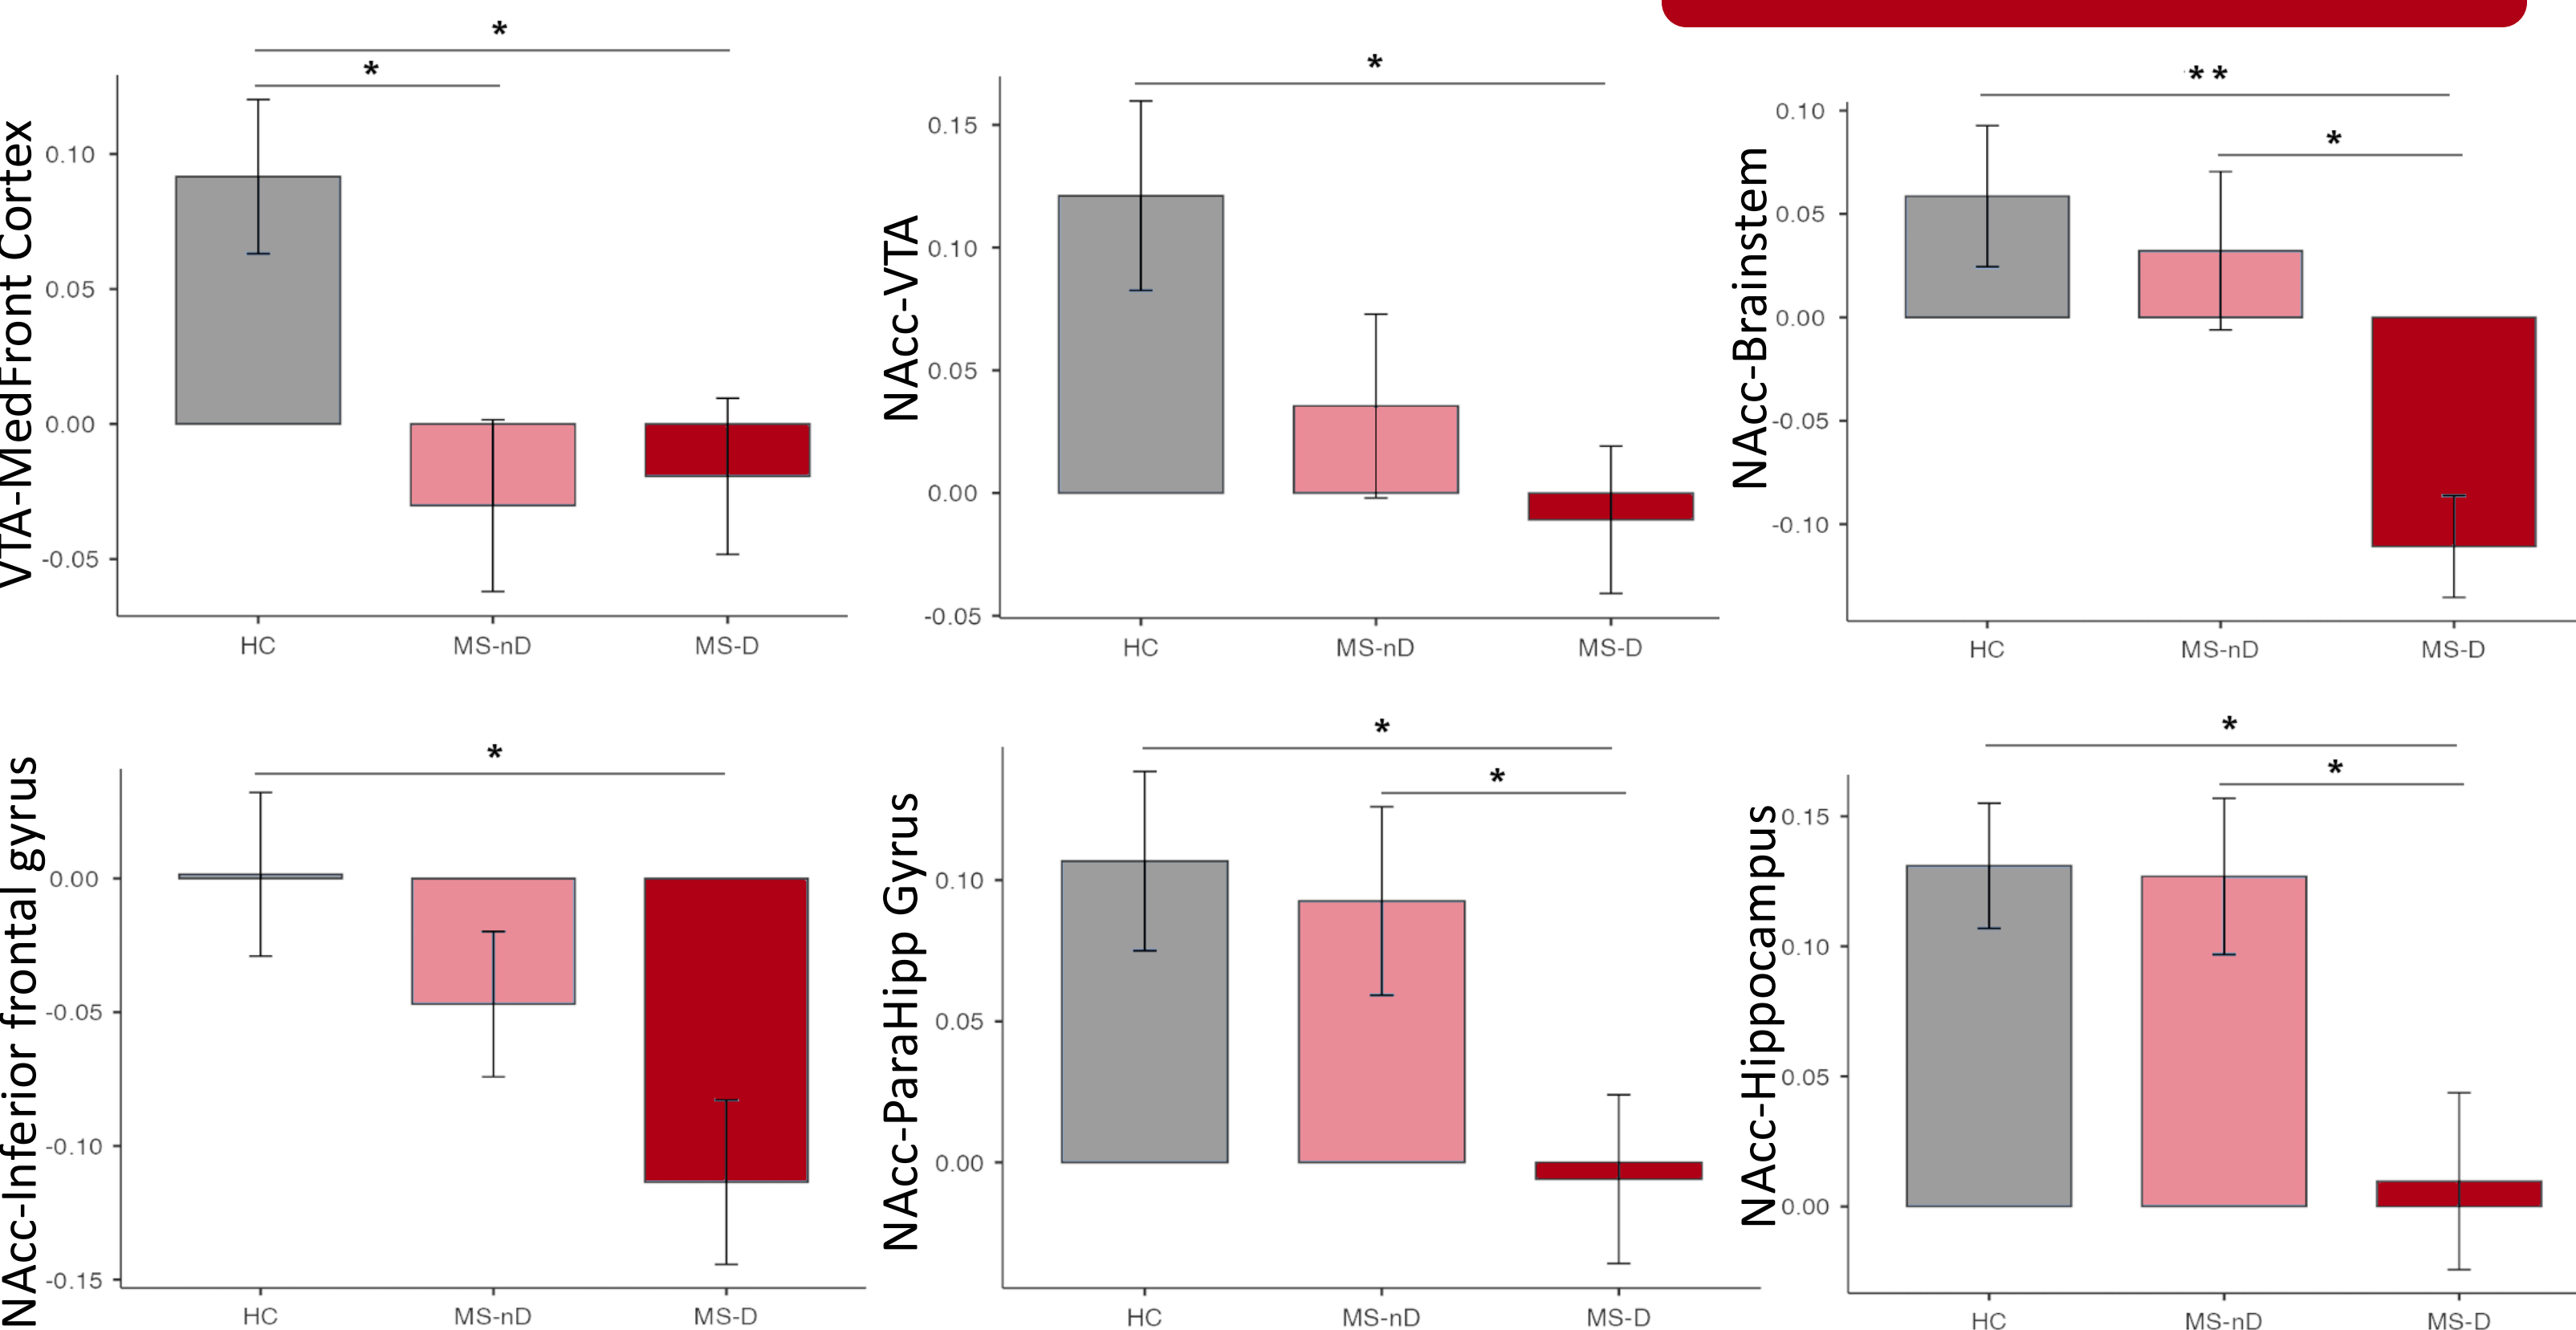 VTA-MedFront Cortex
*
*
0.10
0.05
0.00
-0.05
HC MS-nD MS-D
NAcc-VTA
*
0.15
0.10
0.05
0.00
-0.05
HC MS-nD MS-D
NAcc-Brainstem
**
*
0.10
0.05
0.00
-0.05
-0.10
HC MS-nD MS-D
NAcc-Inferior frontal gyrus
*
0.00
-0.05
-0.10
-0.15
HC MS-nD MS-D
NAcc-ParaHipp Gyrus
*
*
0.10
0.05
0.00
HC MS-nD MS-D
NAcc-Hippocampus
*
*
0.15
0.10
0.05
0.00
HC MS-nD MS-D